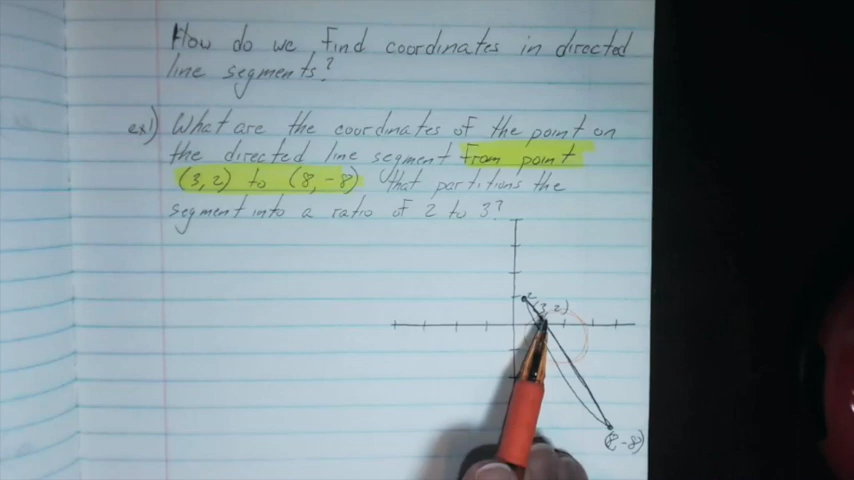 How do we find coordinates in directed
line segments?
ex1) What are the coordinates of the point on
the directed line segment from point
(3, 2) to (8, -8) that partitions the
segment into a ratio of 2 to 3?
(3, 2)
(8, -8)